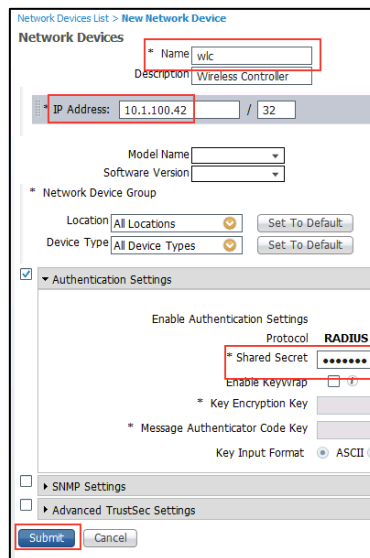 Network Devices List > New Network Device
Network Devices
* Name wlc
Description Wireless Controller
* IP Address: 10.1.100.42 / 32
Model Name
Software Version
* Network Device Group
Location All Locations Set To Default
Device Type All Device Types Set To Default
Authentication Settings
Enable Authentication Settings
Protocol RADIUS
* Shared Secret •••••••
Enable KeyWrap
* Key Encryption Key
* Message Authenticator Code Key
Key Input Format ASCII
SNMP Settings
Advanced TrustSec Settings
Submit Cancel